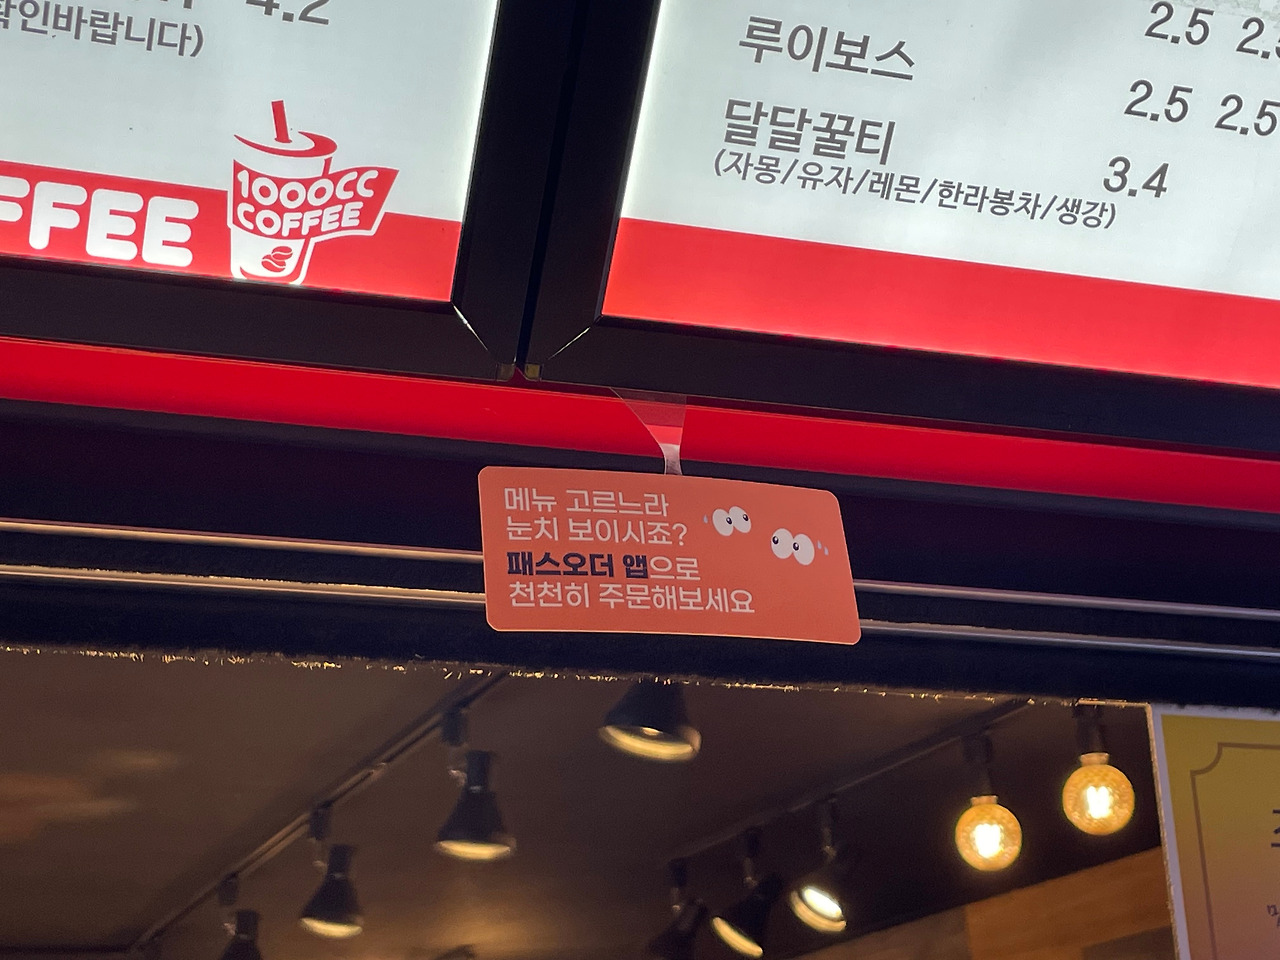 확인바랍니다)
4.2
FFEE
1000CC
COFFEE
루이보스 2.5
달달꿀티 2.5 2.5
(자몽/유자/레몬/한라봉차/생강) 3.4
메뉴 고르느라
눈치 보이시죠?
패스오더 앱으로
천천히 주문해보세요